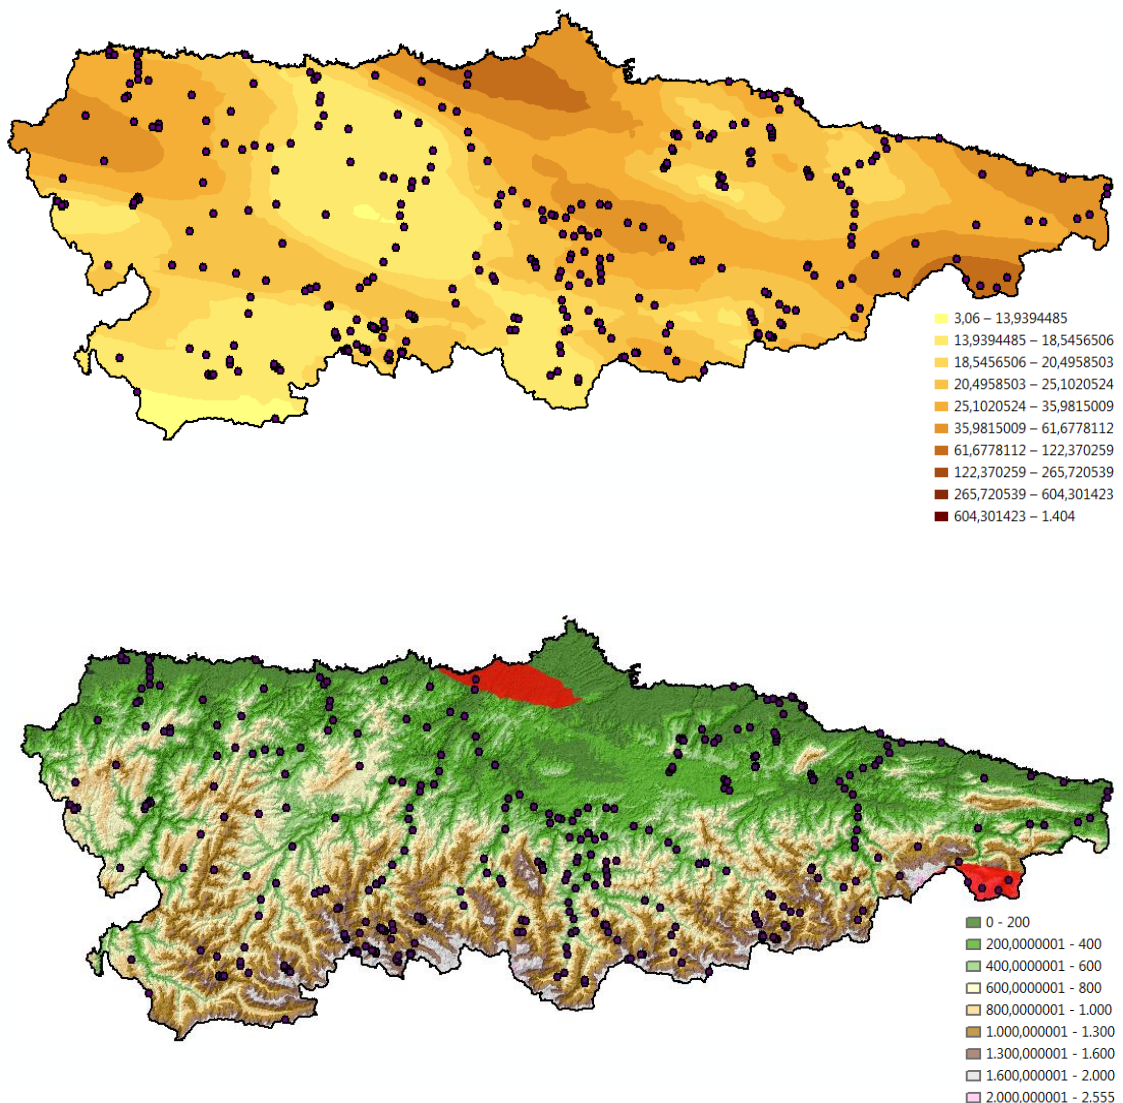 3,06 – 13,9394485
13,9394485 – 18,5456506
18,5456506 – 20,4958503
20,4958503 – 25,1020524
25,1020524 – 35,9815009
35,9815009 – 61,6778112
61,6778112 – 122,370259
122,370259 – 265,720539
265,720539 – 604,301423
604,301423 – 1.404
0 - 200
200,0000001 - 400
400,0000001 - 600
600,0000001 - 800
800,0000001 - 1.000
1.000,000001 - 1.300
1.300,000001 - 1.600
1.600,000001 - 2.000
2.000,000001 - 2.555